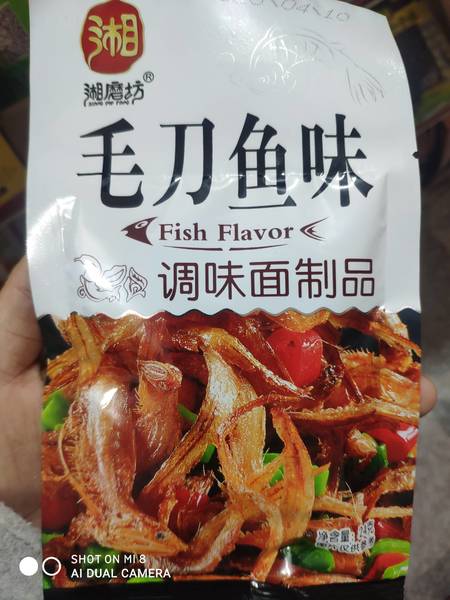 湘
湘磨坊®
毛刀鱼味
Fish Flavor
调味面制品
净含量:
SHOT ON MI 8
AI DUAL CAMERA